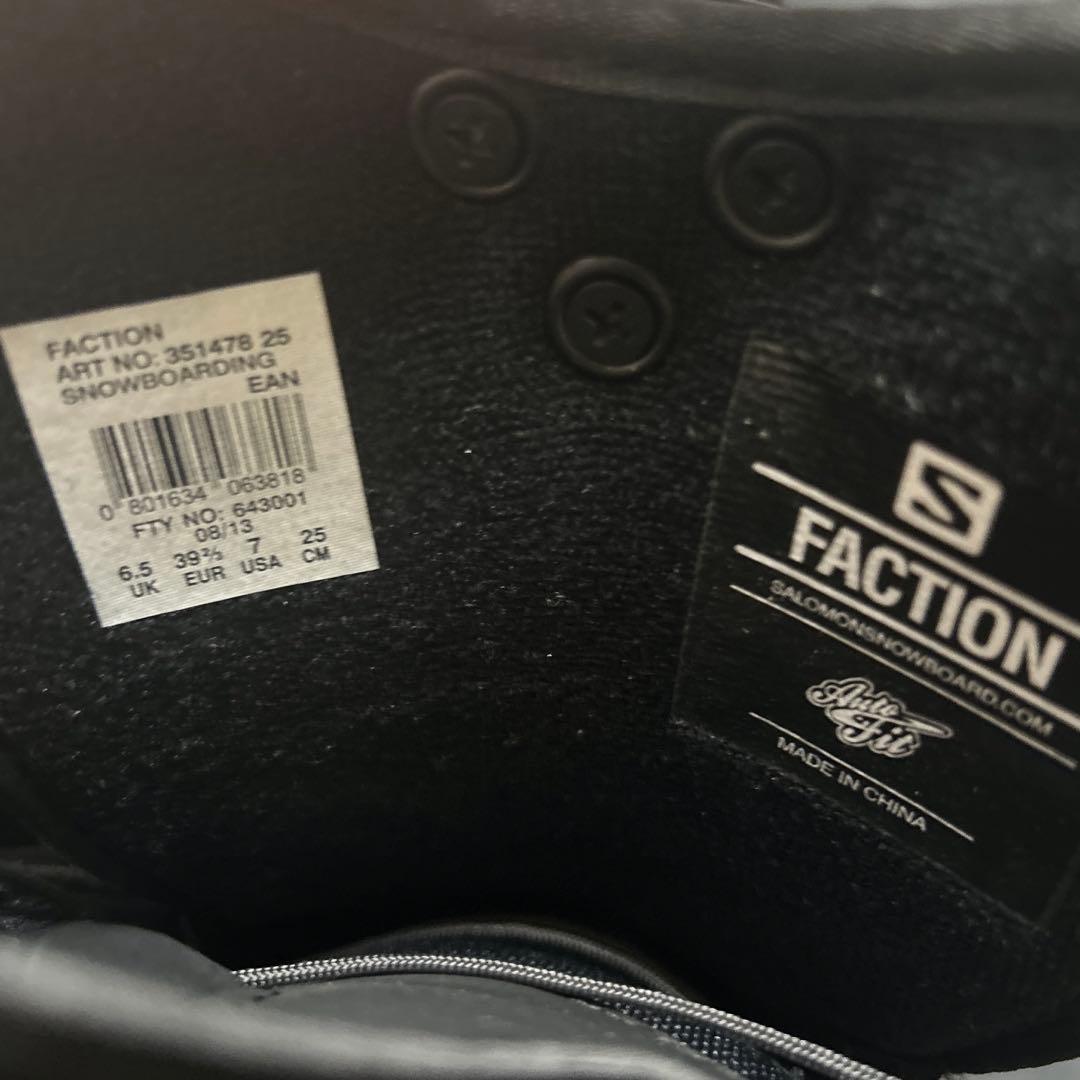 FACTION
ART NO: 351478 25
SNOWBOARDING
EAN
0 801634 063818
FTY NO: 643001
08/13
6.5 39⅔ 7 25
UK EUR USA CM
S
FACTION
SALOMONSNOWBOARD.COM
Auto
Fit
MADE IN CHINA